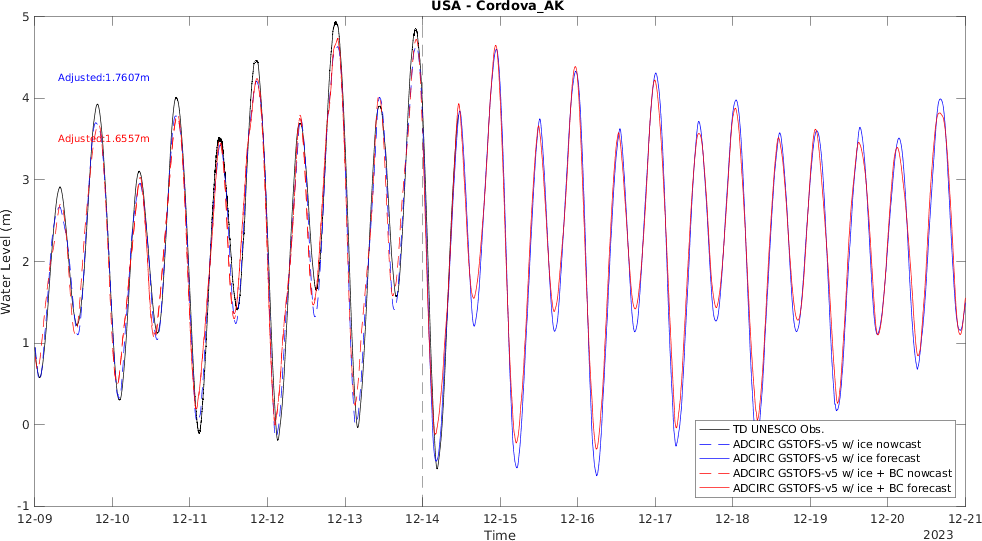 USA - Cordova_AK
5
4
3
2
1
0
-1
Water Level (m)
Adjusted:1.7607m
Adjusted:1.6557m
TD UNESCO Obs.
ADCIRC GSTOFS-v5 w/ ice nowcast
ADCIRC GSTOFS-v5 w/ ice forecast
ADCIRC GSTOFS-v5 w/ ice + BC nowcast
ADCIRC GSTOFS-v5 w/ ice + BC forecast
12-09 12-10 12-11 12-12 12-13 12-14 12-15 12-16 12-17 12-18 12-19 12-20 12-21
Time
2023